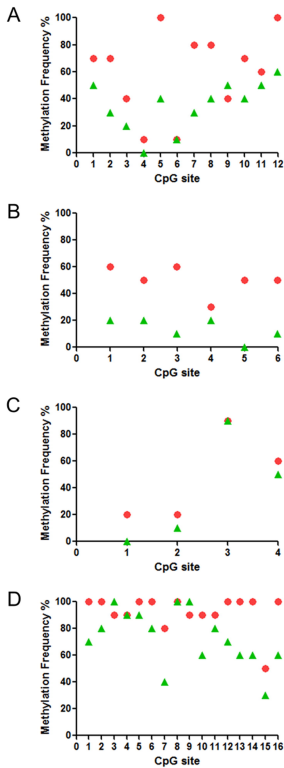 A
Methylation Frequency %
100
80
60
40
20
0
0 1 2 3 4 5 6 7 8 9 10 11 12
CpG site
B
Methylation Frequency %
100
80
60
40
20
0
0 1 2 3 4 5 6
CpG site
C
Methylation Frequency %
100
80
60
40
20
0
0 1 2 3 4
CpG site
D
Methylation Frequency %
100
80
60
40
20
0
0 1 2 3 4 5 6 7 8 9 10 11 12 13 14 15 16
CpG site